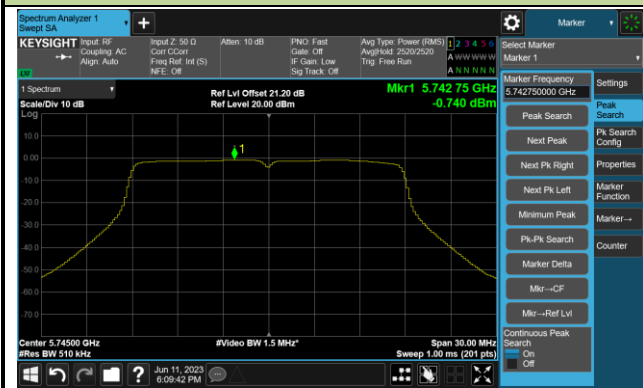 Spectrum Analyzer 1
Swept SA
+
Marker
KEYSIGHT
Input: RF
Coupling: AC
Align: Auto
Input Z: 50 Ω
Corr CCorr
Freq Ref: Int (S)
NFE: Off
Atten: 10 dB
PNO: Fast
Gate: Off
IF Gain: Low
Sig Track: Off
Avg Type: Power (RMS)
Avg|Hold: 2520/2520
Trig: Free Run
1 2 3 4 5 6
A W W W W W
A N N N N N
Select Marker
Marker 1
LXI
1 Spectrum
Scale/Div 10 dB
Log
Ref Lvl Offset 21.20 dB
Ref Level 20.00 dBm
Mkr1 5.742 75 GHz
-0.740 dBm
10.0
0.00
-10.0
-20.0
-30.0
-40.0
-50.0
-60.0
-70.0
1
Center 5.74500 GHz
#Res BW 510 kHz
#Video BW 1.5 MHz*
Span 30.00 MHz
Sweep 1.00 ms (201 pts)
Marker Frequency
5.742750000 GHz
Peak Search
Next Peak
Next Pk Right
Next Pk Left
Minimum Peak
Pk-Pk Search
Marker Delta
Mkr→CF
Mkr→Ref Lvl
Continuous Peak
Search
On
Off
Settings
Peak
Search
Pk Search
Config
Properties
Marker
Function
Marker→
Counter
?
Jun 11, 2023
6:09:42 PM